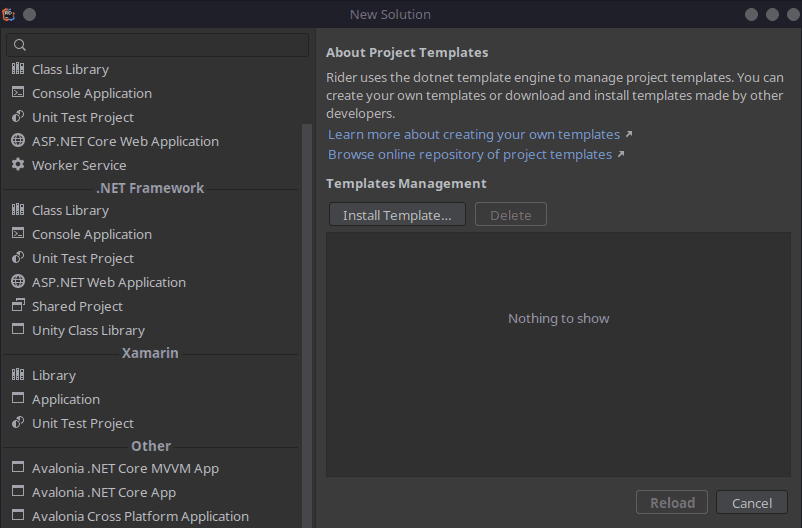 New Solution
Class Library
Console Application
Unit Test Project
ASP.NET Core Web Application
Worker Service
.NET Framework
Class Library
Console Application
Unit Test Project
ASP.NET Web Application
Shared Project
Unity Class Library
Xamarin
Library
Application
Unit Test Project
Other
Avalonia .NET Core MVVM App
Avalonia .NET Core App
Avalonia Cross Platform Application
About Project Templates
Rider uses the dotnet template engine to manage project templates. You can
create your own templates or download and install templates made by other
developers.
Learn more about creating your own templates ↗
Browse online repository of project templates ↗
Templates Management
Install Template...
Delete
Nothing to show
Reload
Cancel